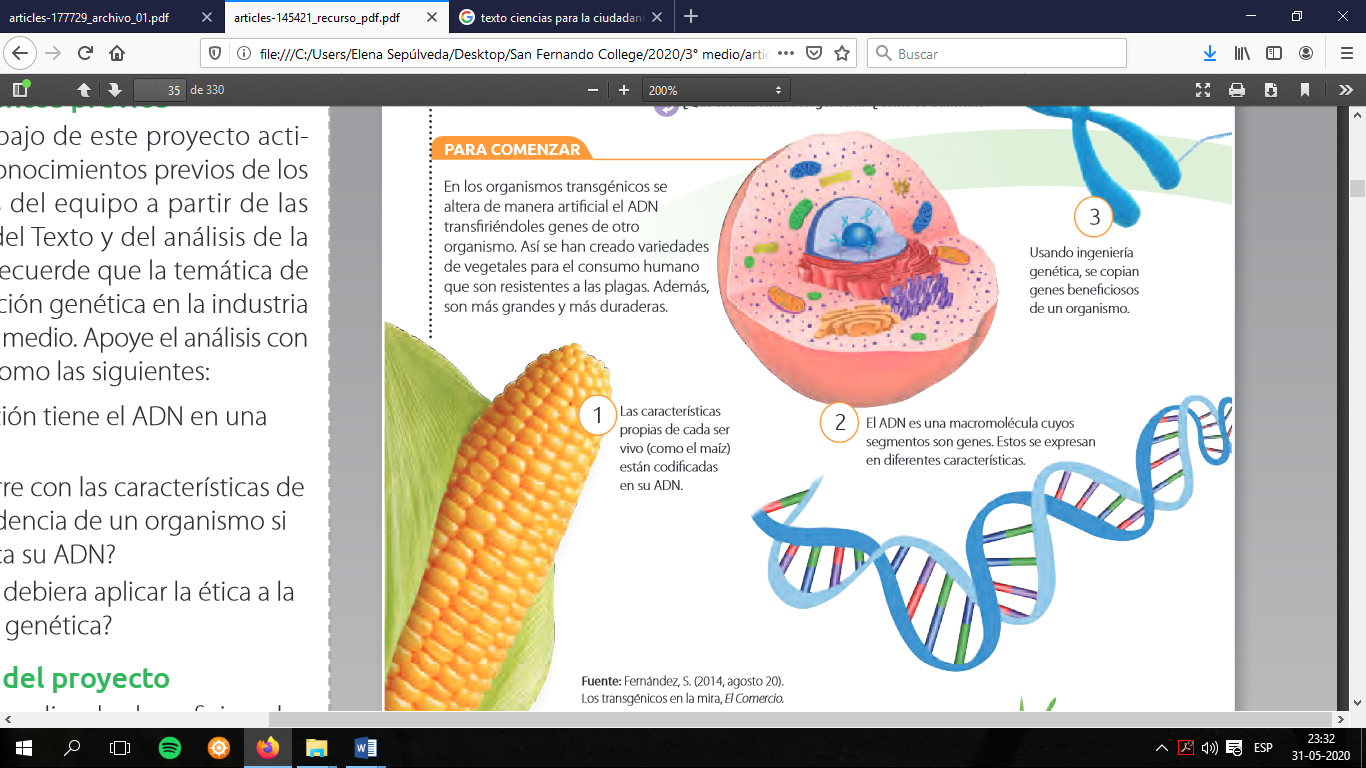 articles-177729_archivo_01.pdf
articles-145421_recurso_pdf.pdf
texto ciencias para la ciudadan
file:///C:/Users/Elena Sepúlveda/Desktop/San Fernando College/2020/3° medio/artic
Buscar
35 de 330
200%
bajo de este proyecto acti-
onocimientos previos de los
s del equipo a partir de las
del Texto y del análisis de la
ecuerde que la temática de
ción genética en la industria
medio. Apoye el análisis con
omo las siguientes:
ción tiene el ADN en una
rre con las características de
dencia de un organismo si
ca su ADN?
debiera aplicar la ética a la
genética?
del proyecto
PARA COMENZAR
En los organismos transgénicos se
altera de manera artificial el ADN
transfiriéndoles genes de otro
organismo. Así se han creado variedades
de vegetales para el consumo humano
que son resistentes a las plagas. Además,
son más grandes y más duraderas.
1
Las características
propias de cada ser
vivo (como el maíz)
están codificadas
en su ADN.
2
El ADN es una macromolécula cuyos
segmentos son genes. Estos se expresan
en diferentes características.
3
Usando ingeniería
genética, se copian
genes beneficiosos
de un organismo.
Fuente: Fernández, S. (2014, agosto 20).
Los transgénicos en la mira, El Comercio.
ESP
23:32
31-05-2020